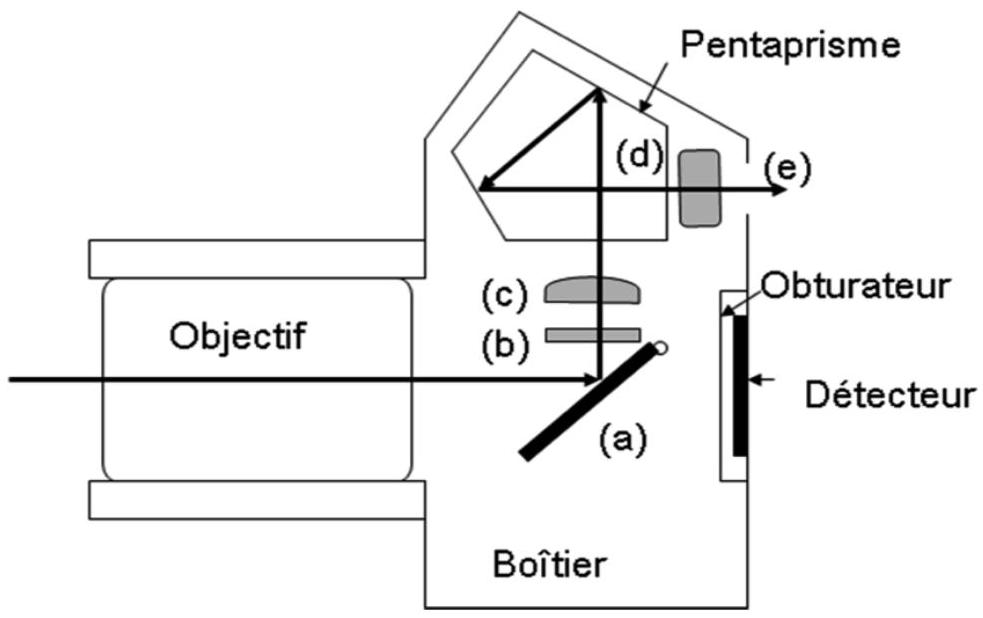 Pentaprisme
(d)
(e)
(c)
Obturateur
Objectif
(b)
Détecteur
(a)
Boîtier